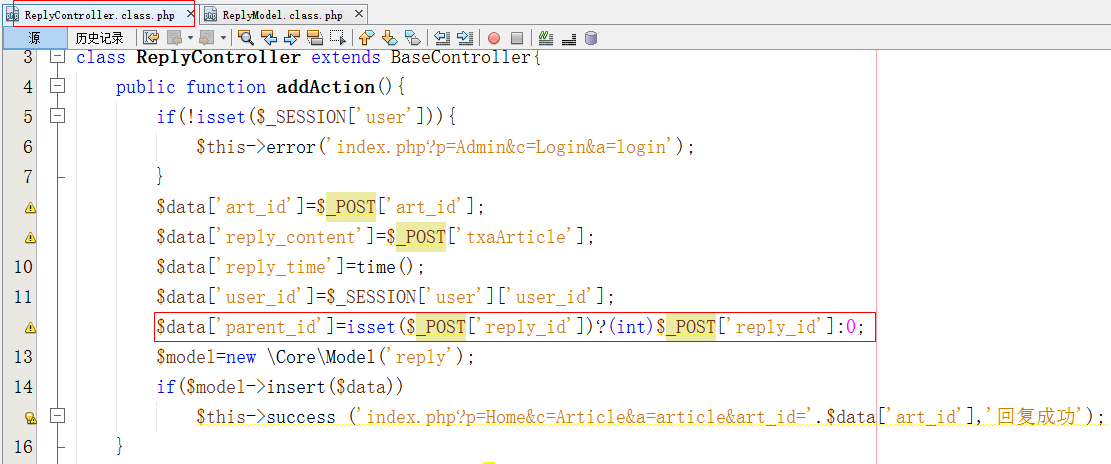 ReplyController.class.php ReplyModel.class.php
源 历史记录
3 class ReplyController extends BaseController{
4 public function addAction(){
5 if(!isset($_SESSION['user'])){
6 $this->error('index.php?p=Admin&c=Login&a=login');
7 }
$data['art_id']=$_POST['art_id'];
$data['reply_content']=$_POST['txaArticle'];
10 $data['reply_time']=time();
11 $data['user_id']=$_SESSION['user']['user_id'];
$data['parent_id']=isset($_POST['reply_id'])?(int)$_POST['reply_id']:0;
13 $model=new \Core\Model('reply');
14 if($model->insert($data))
$this->success ('index.php?p=Home&c=Article&a=article&art_id='.$data['art_id'],'回复成功');
16 }